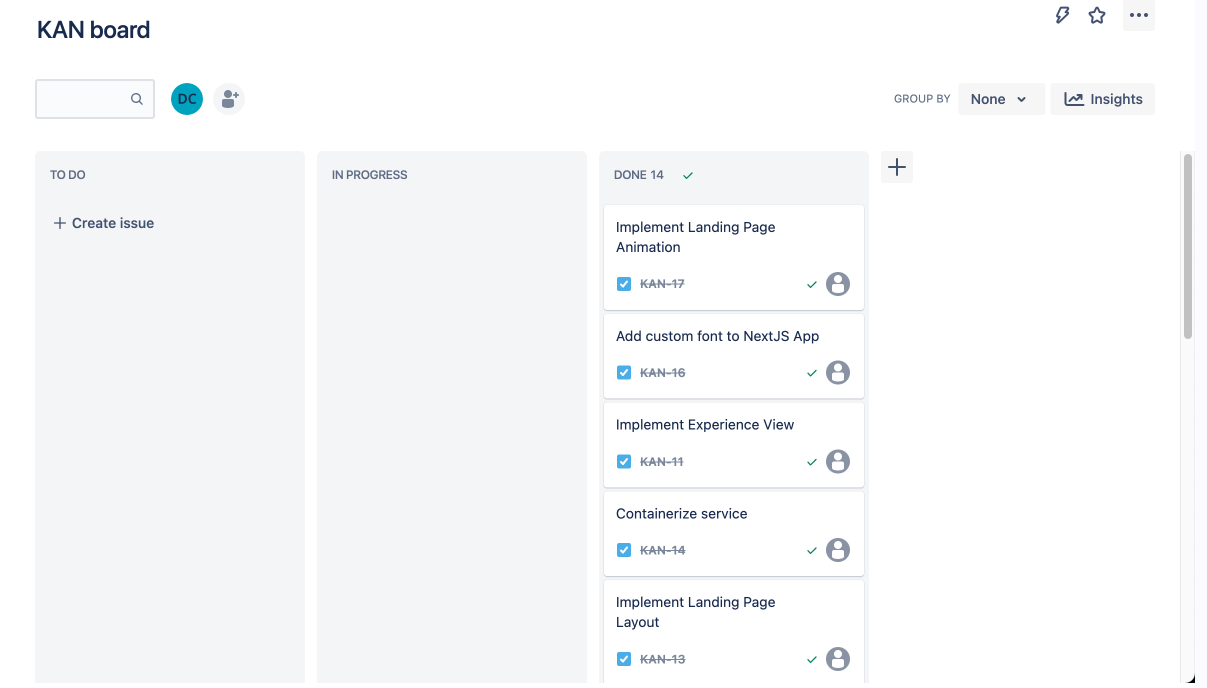 KAN board
DC
GROUP BY
None
Insights
TO DO
Create issue
IN PROGRESS
DONE 14
Implement Landing Page
Animation
KAN-17
Add custom font to NextJS App
KAN-16
Implement Experience View
KAN-11
Containerize service
KAN-14
Implement Landing Page
Layout
KAN-13